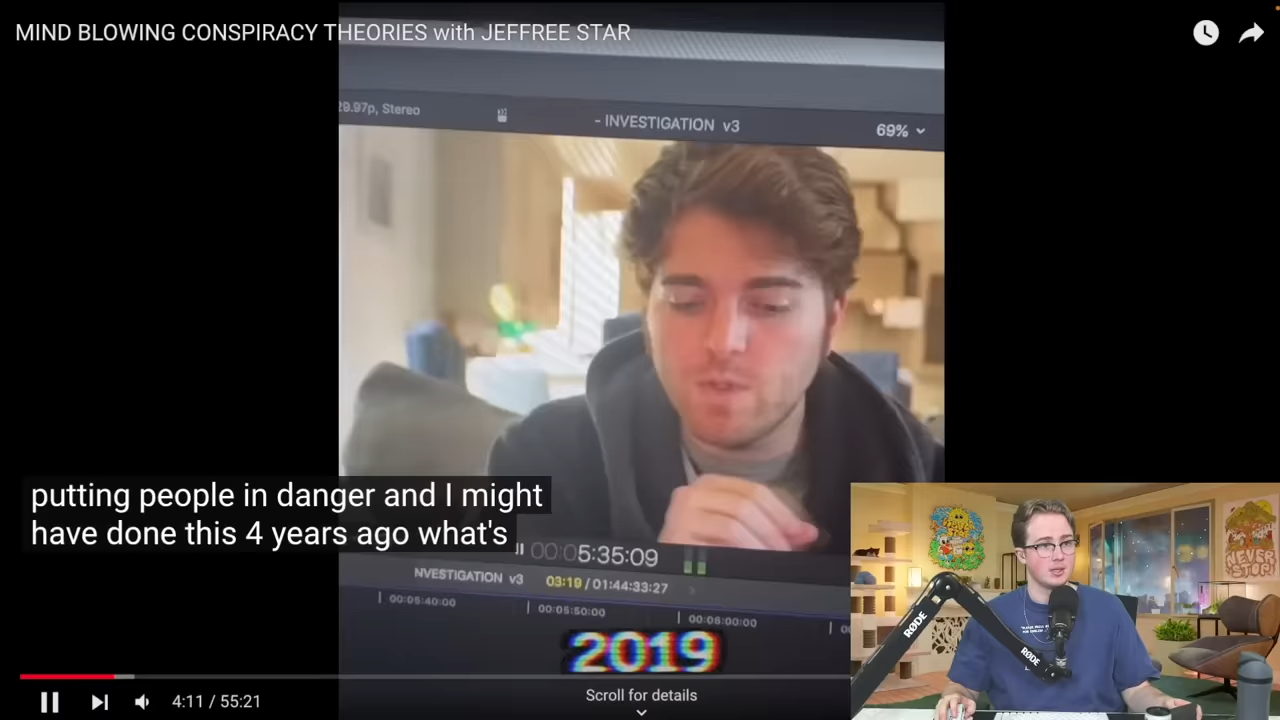 MIND BLOWING CONSPIRACY THEORIES with JEFFREE STAR
29.97p, Stereo
- INVESTIGATION v3
69%
putting people in danger and I might
have done this 4 years ago what's
00:05:35:09
NVESTIGATION v3
03:19 / 01:44:33:27
00:05:40:00
00:05:50:00
00:06:00:00
2019
Scroll for details
4:11 / 55:21
RØDE
RØDE
NEVER
STOP!